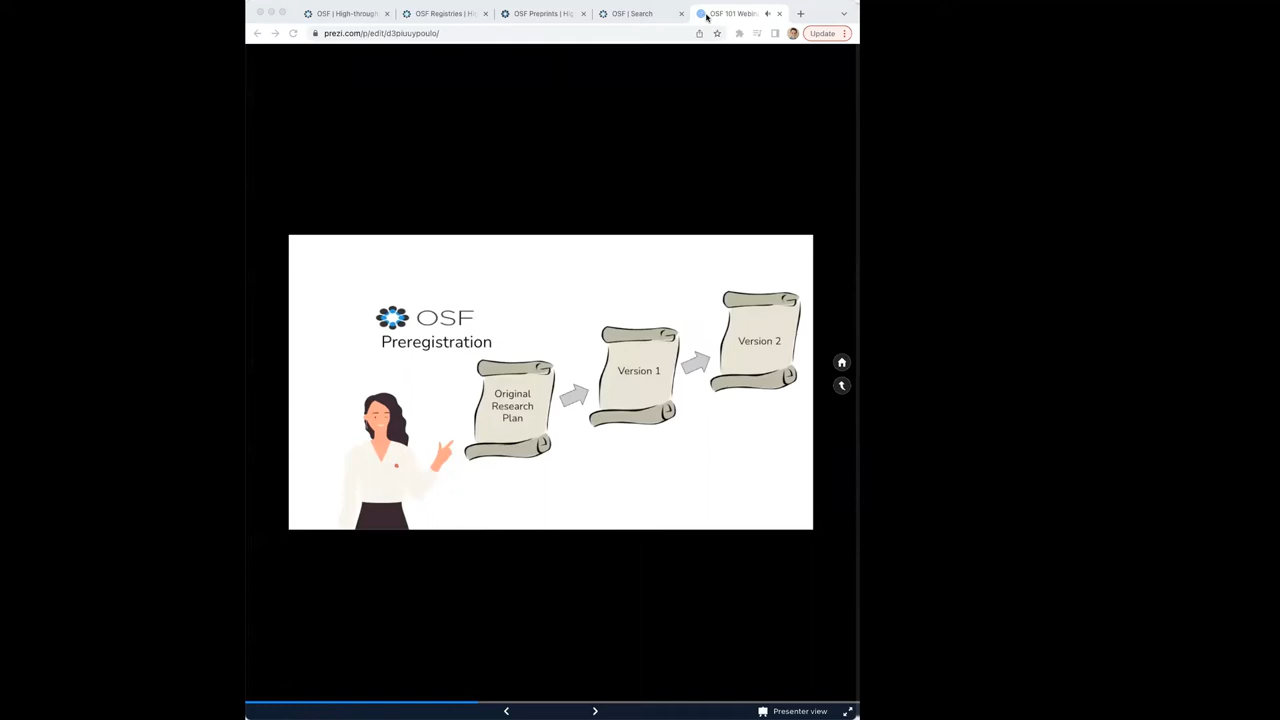 OSF | High-through
OSF Registries | Hi
OSF Preprints | Hig
OSF | Search
OSF 101 Webin
prezi.com/p/edit/d3piuuypoulo/
Update
OSF
Preregistration
Original
Research
Plan
Version 1
Version 2
Presenter view